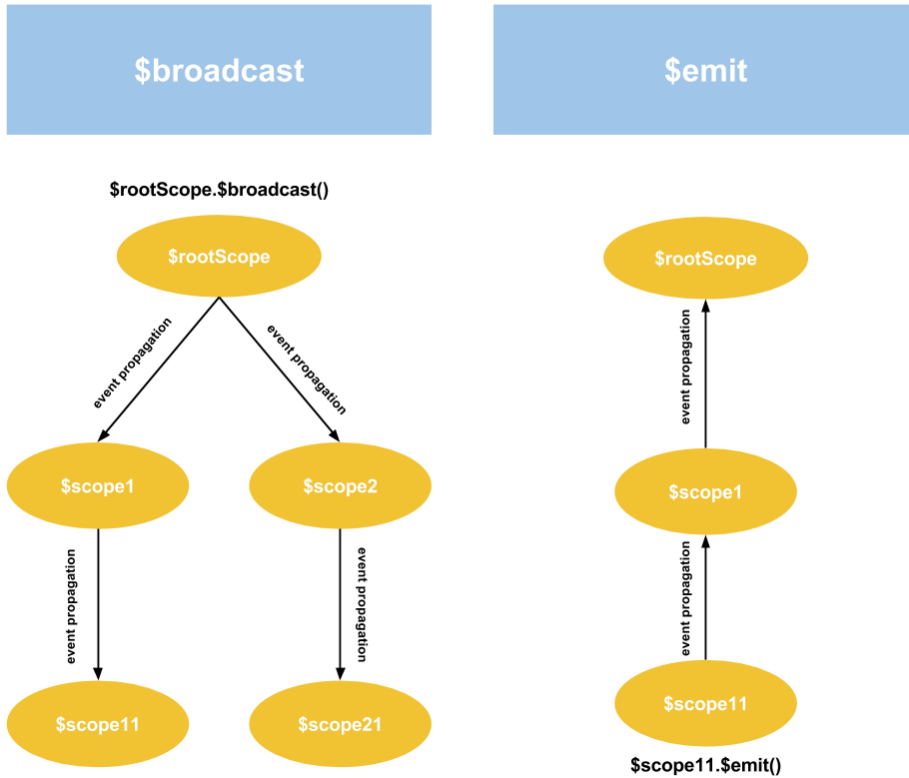 $broadcast
$emit
$rootScope.$broadcast()
$rootScope
$rootScope
event propagation
event propagation
event propagation
$scope1
$scope2
$scope1
event propagation
event propagation
event propagation
$scope11
$scope21
$scope11
$scope11.$emit()